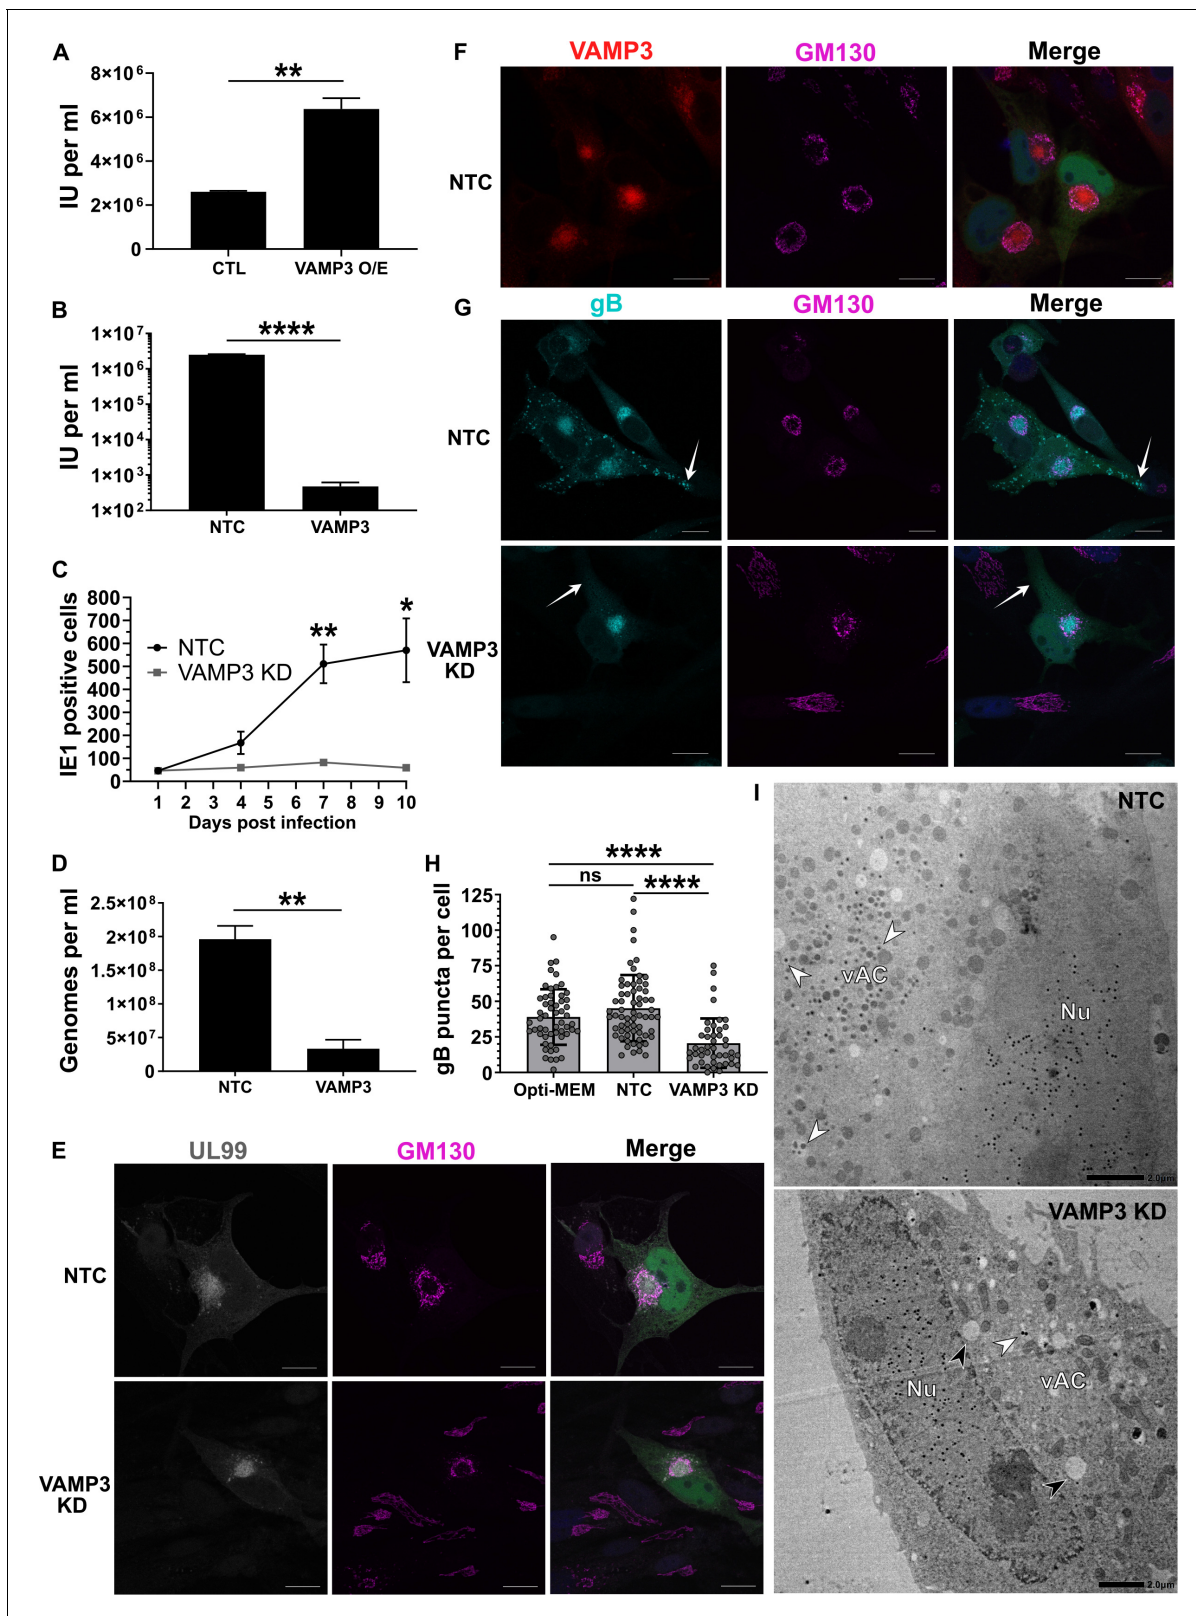 A
IU per ml
8×10⁶
6×10⁶
4×10⁶
2×10⁶
0
**
CTL
VAMP3 O/E
B
IU per ml
1×10⁷
1×10⁶
1×10⁵
1×10⁴
1×10³
1×10²
****
NTC
VAMP3
C
IE1 positive cells
800
700
600
500
400
300
200
100
0
NTC
VAMP3 KD
**
*
1 2 3 4 5 6 7 8 9 10
Days post infection
D
Genomes per ml
2.5×10⁸
2×10⁸
1.5×10⁸
1×10⁸
5×10⁷
0
**
NTC
VAMP3
E
UL99 GM130 Merge
NTC
VAMP3
KD
F
VAMP3 GM130 Merge
NTC
G
gB GM130 Merge
NTC
VAMP3
KD
H
gB puncta per cell
125
100
75
50
25
0
****
ns
****
Opti-MEM NTC VAMP3 KD
I
NTC
vAC
Nu
2.0µm
VAMP3 KD
Nu
vAC
2.0µm